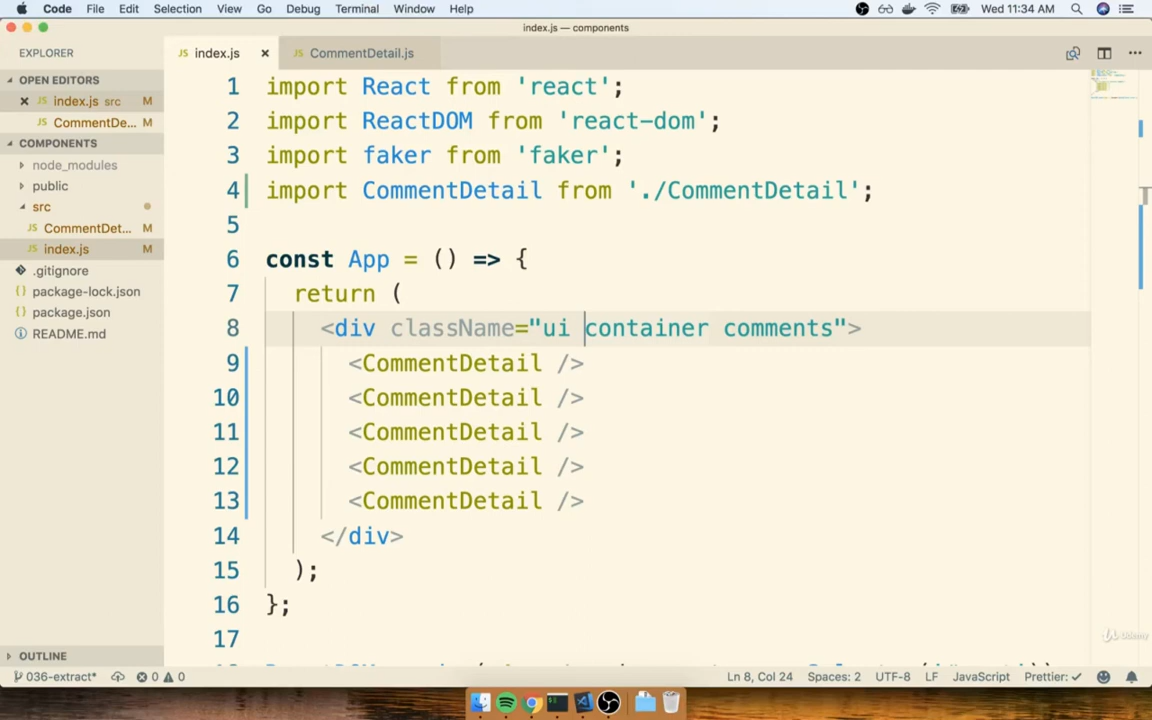 Code File Edit Selection View Go Debug Terminal Window Help Wed 11:34 AM
index.js — components
EXPLORER
OPEN EDITORS
index.js src M
CommentDe... M
COMPONENTS
node_modules
public
src
CommentDet... M
index.js M
.gitignore
package-lock.json
package.json
README.md
OUTLINE
JS index.js × JS CommentDetail.js
1 import React from 'react';
2 import ReactDOM from 'react-dom';
3 import faker from 'faker';
4 import CommentDetail from './CommentDetail';
5
6 const App = () => {
7 return (
8 <div className="ui container comments">
9 <CommentDetail />
10 <CommentDetail />
11 <CommentDetail />
12 <CommentDetail />
13 <CommentDetail />
14 </div>
15 );
16 };
17
Udemy
036-extract* 0 0 Ln 8, Col 24 Spaces: 2 UTF-8 LF JavaScript Prettier: ✓